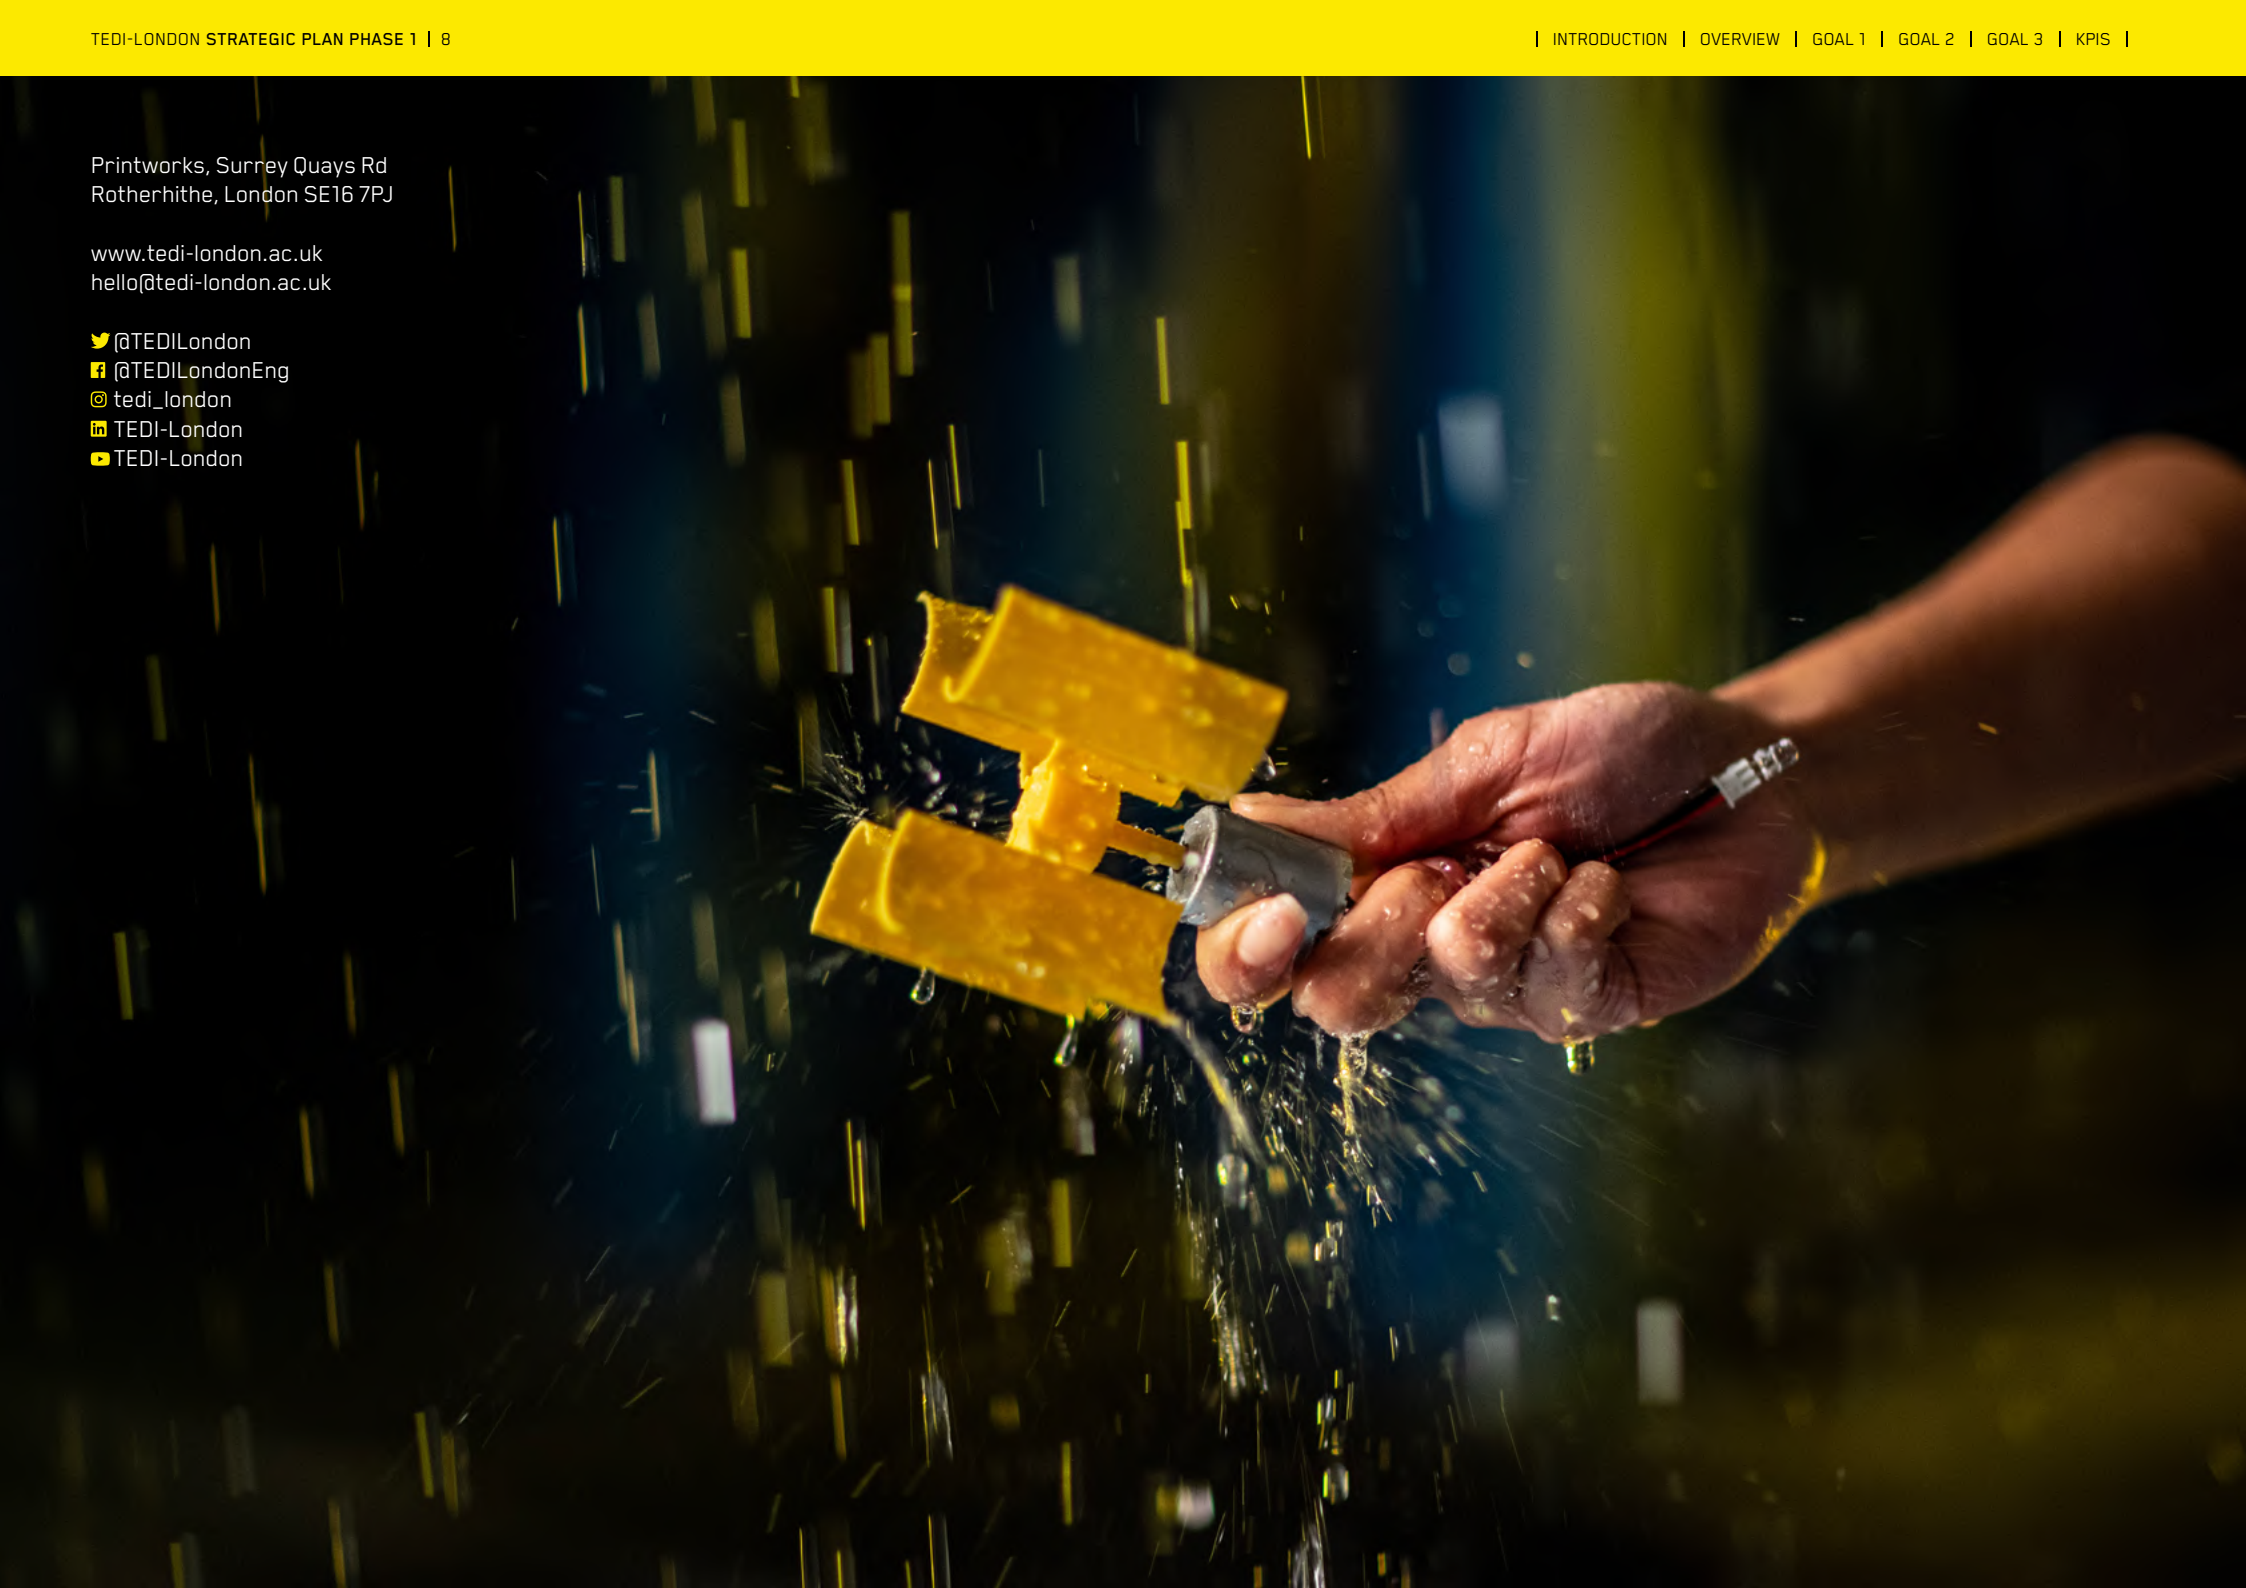 TEDI-LONDON STRATEGIC PLAN PHASE 1 | 8
| INTRODUCTION | OVERVIEW | GOAL 1 | GOAL 2 | GOAL 3 | KPIS |
Printworks, Surrey Quays Rd
Rotherhithe, London SE16 7PJ
www.tedi-london.ac.uk
hello@tedi-london.ac.uk
@TEDILondon
@TEDILondonEng
tedi_london
TEDI-London
TEDI-London